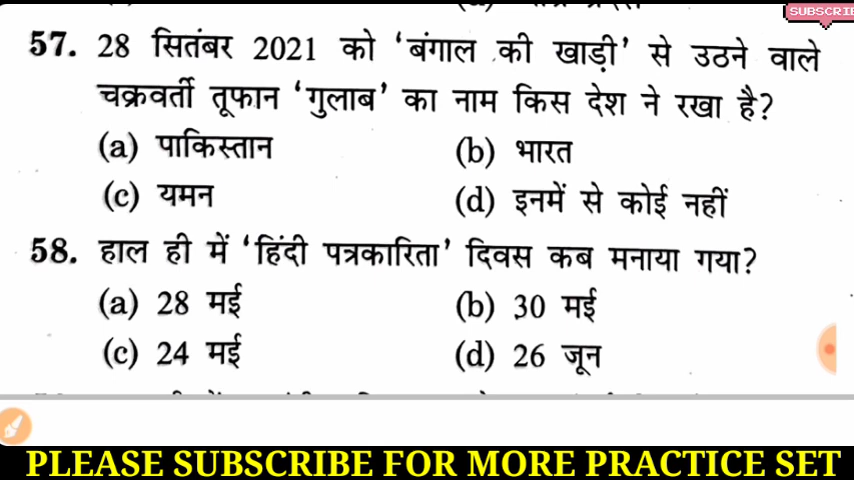 SUBSCRIBE
57. 28 सितंबर 2021 को ‘बंगाल की खाड़ी’ से उठने वाले
चक्रवर्ती तूफान ‘गुलाब’ का नाम किस देश ने रखा है?
(a) पाकिस्तान (b) भारत
(c) यमन (d) इनमें से कोई नहीं
58. हाल ही में ‘हिंदी पत्रकारिता’ दिवस कब मनाया गया?
(a) 28 मई (b) 30 मई
(c) 24 मई (d) 26 जून
PLEASE SUBSCRIBE FOR MORE PRACTICE SET